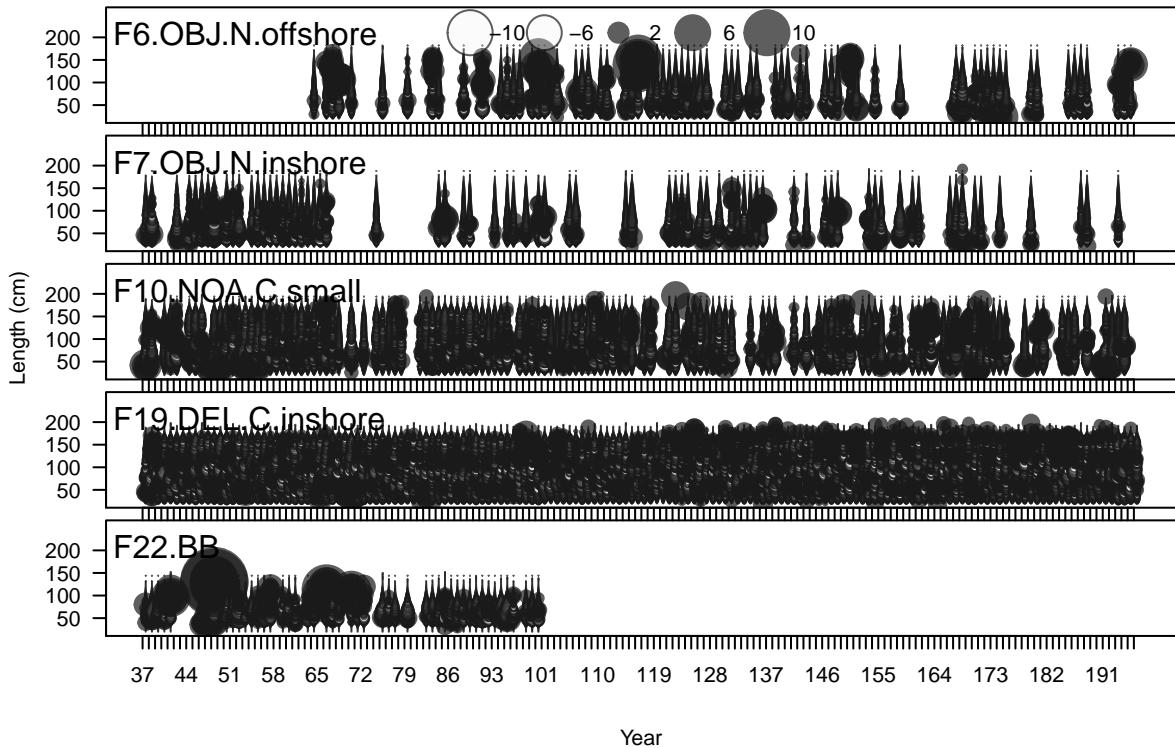 F6.OBJ.N.offshore
−10 −6 2 6 10
200
150
100
50
F7.OBJ.N.inshore
200
150
100
50
F10.NOA.C.small
200
150
100
50
F19.DEL.C.inshore
200
150
100
50
F22.BB
200
150
100
50
Length (cm)
37 44 51 58 65 72 79 86 93 101 110 119 128 137 146 155 164 173 182 191
Year